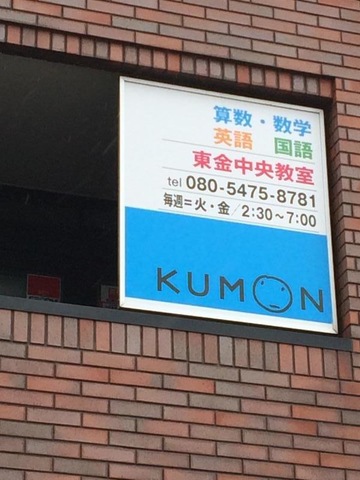 算数・数学
英語 国語
東金中央教室
tel 080-5475-8781
毎週=火・金/2:30～7:00
KUMON